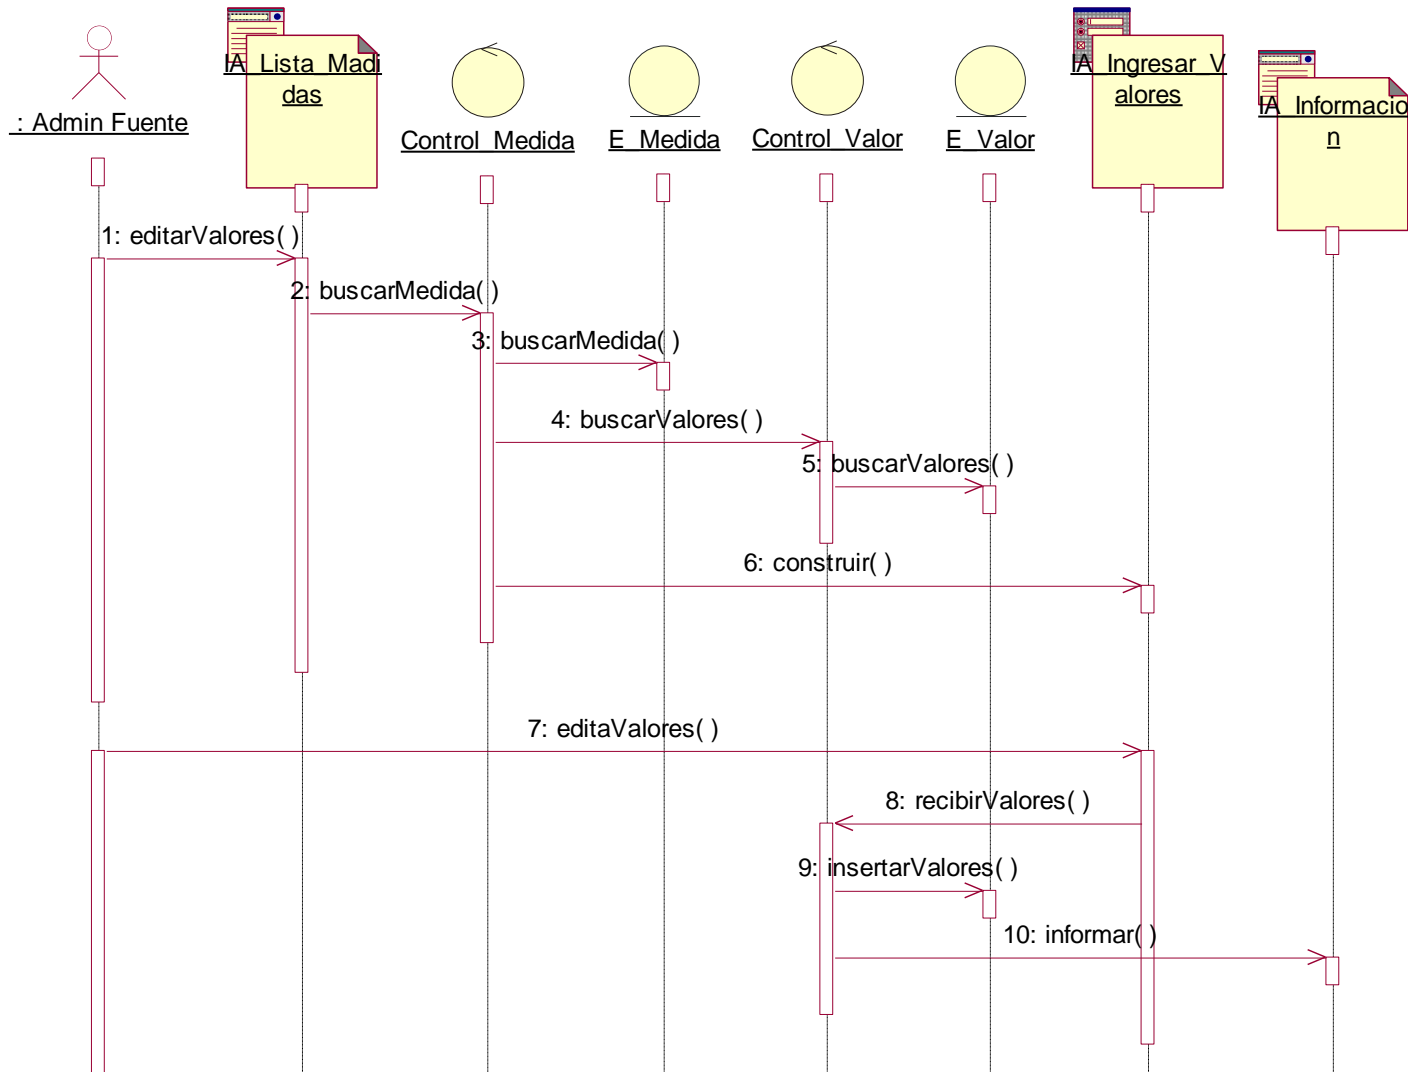 : Admin Fuente
IA_Lista_Madi
das
Control_Medida
E_Medida
Control_Valor
E_Valor
IA_Ingresar_V
alores
IA_Informacio
n
1: editarValores( )
2: buscarMedida( )
3: buscarMedida( )
4: buscarValores( )
5: buscarValores( )
6: construir( )
7: editaValores( )
8: recibirValores( )
9: insertarValores( )
10: informar( )